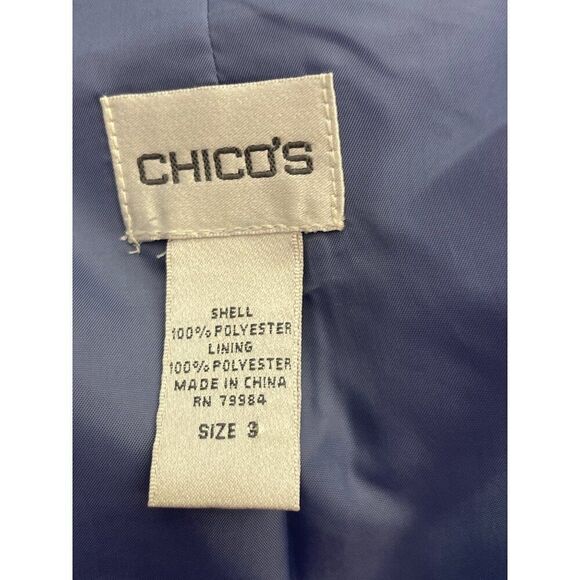 CHICO'S
SHELL
100% POLYESTER
LINING
100% POLYESTER
MADE IN CHINA
RN 79984
SIZE 3